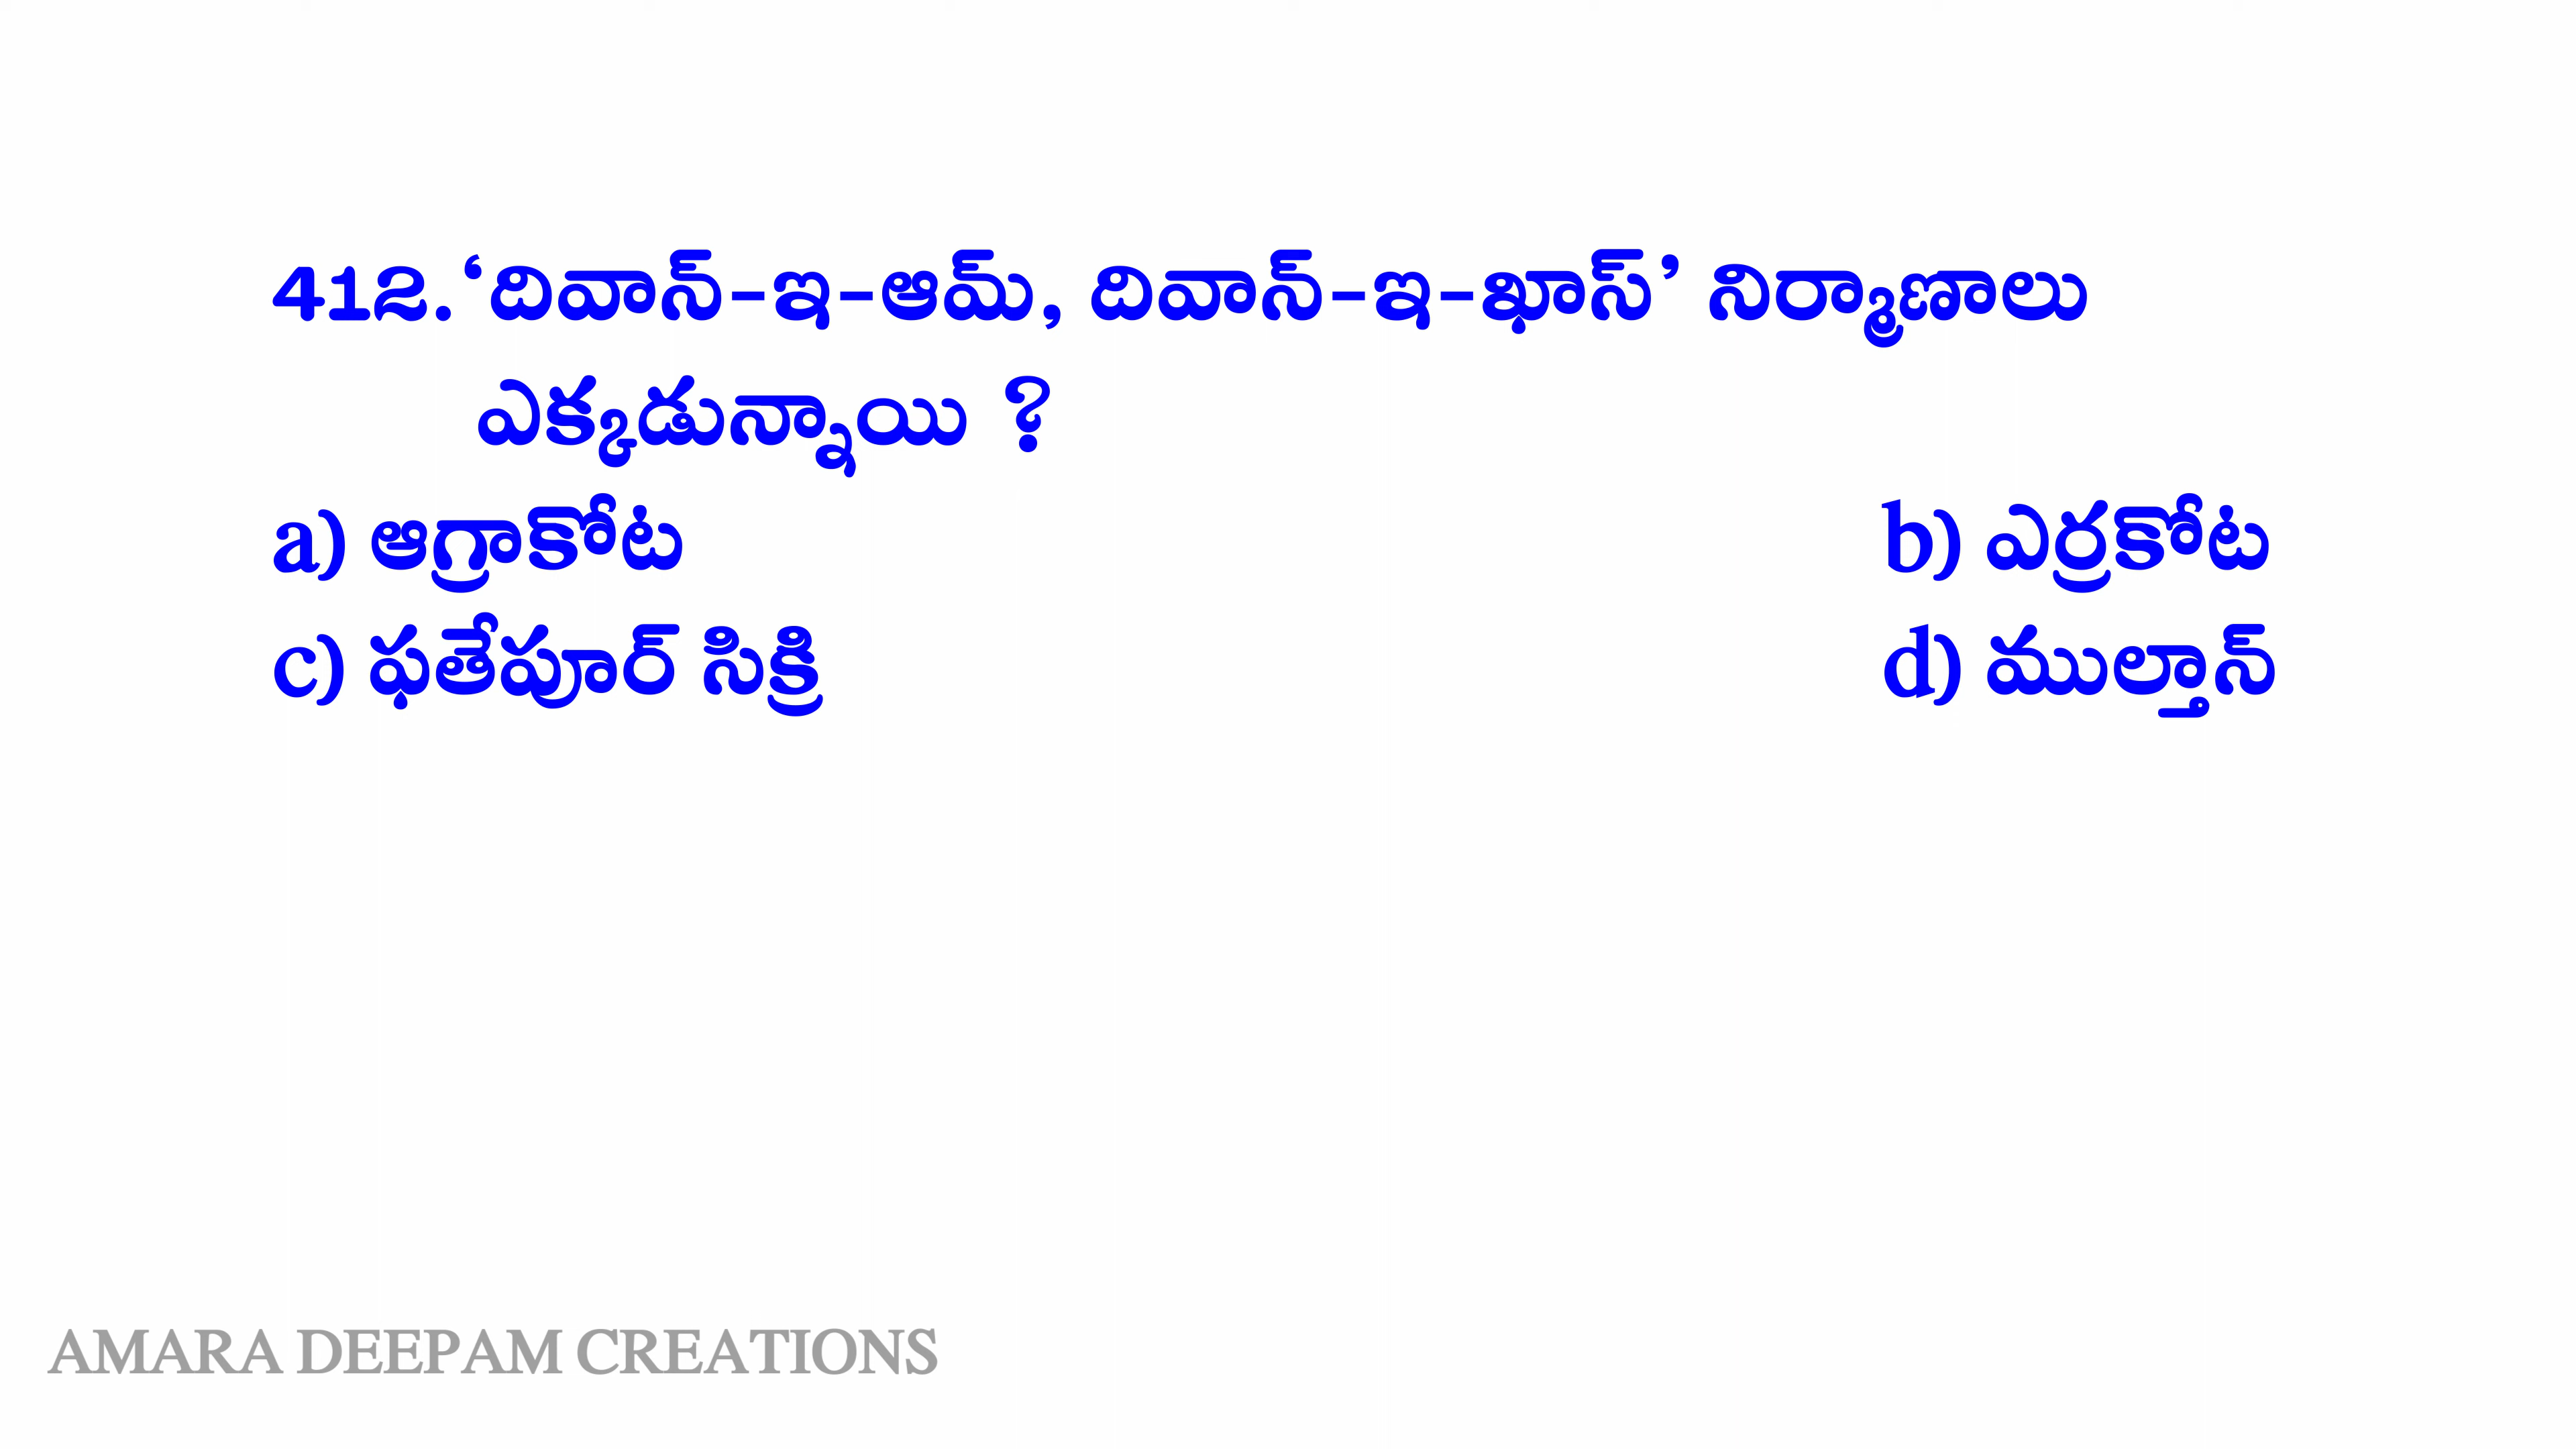 412.‘దివాన్-ఇ-ఆమ్, దివాన్-ఇ-ఖాస్’ నిర్మాణాలు
ఎక్కడున్నాయి ?
a) ఆగ్రాకోట b) ఎర్రకోట
c) ఫతేపూర్ సిక్రి d) ముల్తాన్
AMARA DEEPAM CREATIONS